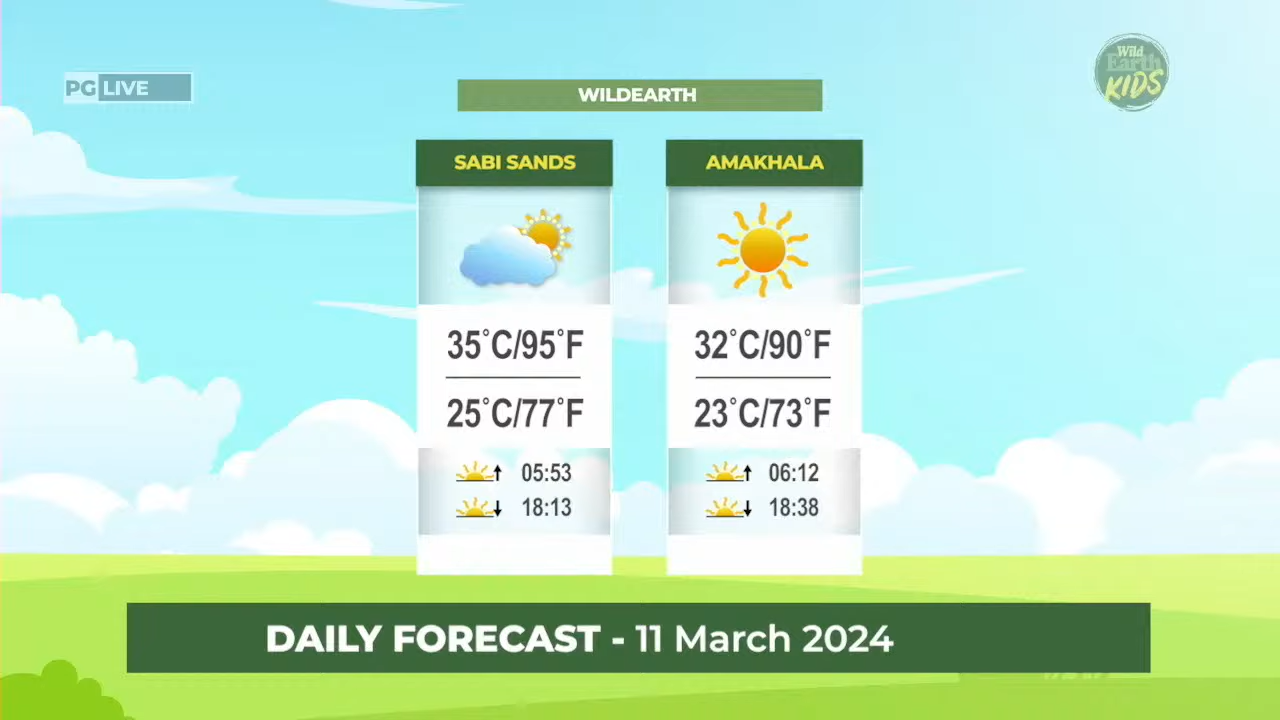 PG LIVE
Wild Earth KIDS
WILDEARTH
SABI SANDS
35°C/95°F
25°C/77°F
05:53
18:13
AMAKHALA
32°C/90°F
23°C/73°F
06:12
18:38
DAILY FORECAST - 11 March 2024